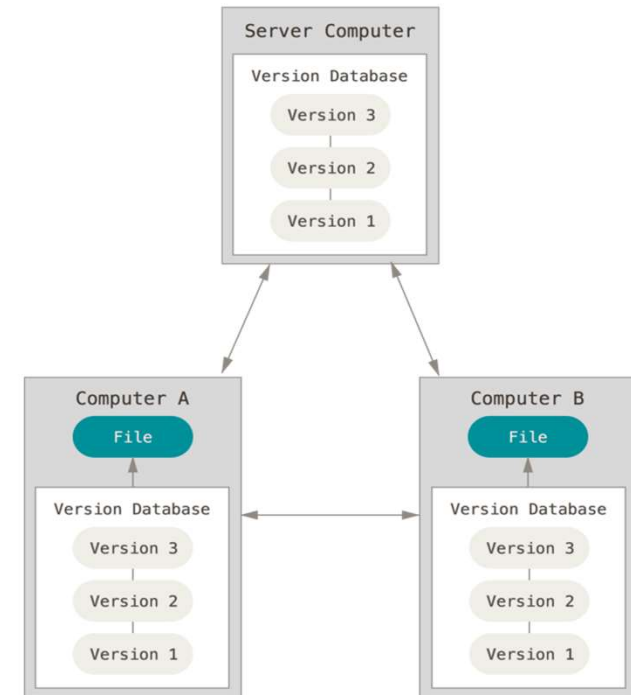 Server Computer
Version Database
Version 3
Version 2
Version 1
Computer A
File
Version Database
Version 3
Version 2
Version 1
Computer B
File
Version Database
Version 3
Version 2
Version 1